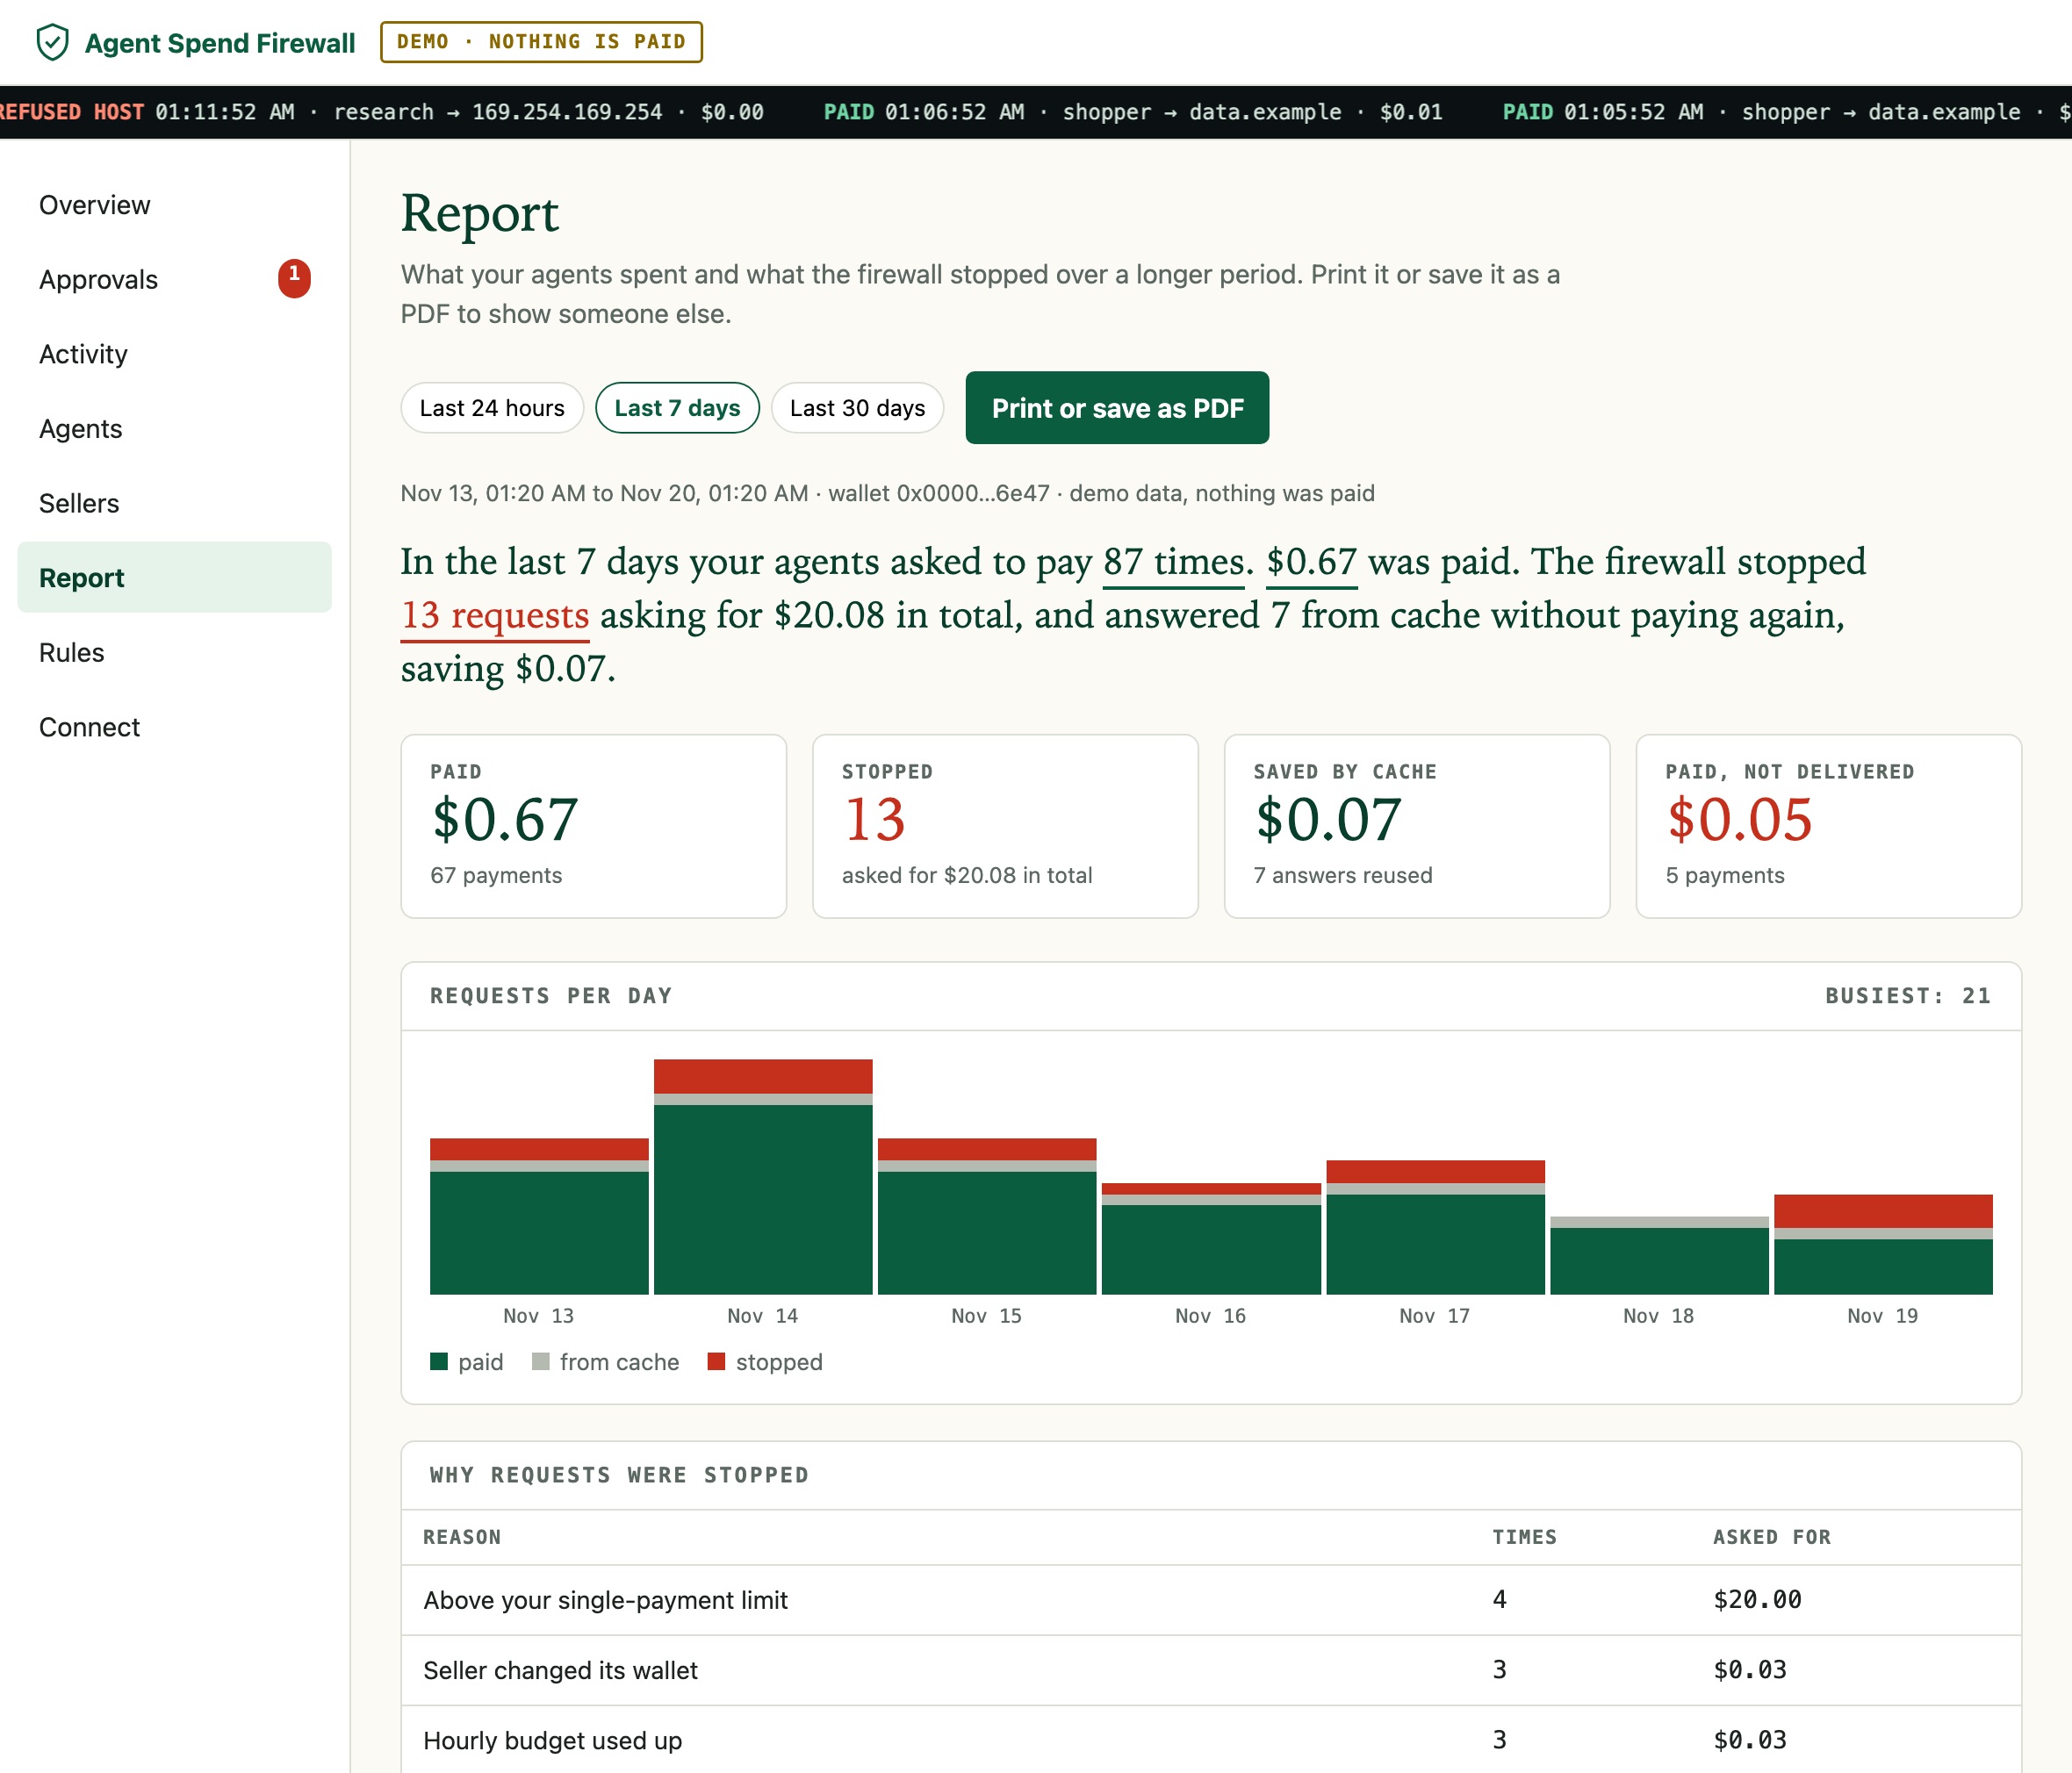 Agent Spend Firewall
DEMO · NOTHING IS PAID
REFUSED HOST 01:11:52 AM · research → 169.254.169.254 · $0.00 PAID 01:06:52 AM · shopper → data.example · $0.01 PAID 01:05:52 AM · shopper → data.example · $
Overview
Approvals 1
Activity
Agents
Sellers
Report
Rules
Connect
Report
What your agents spent and what the firewall stopped over a longer period. Print it or save it as a
PDF to show someone else.
Last 24 hours Last 7 days Last 30 days Print or save as PDF
Nov 13, 01:20 AM to Nov 20, 01:20 AM · wallet 0x0000…6e47 · demo data, nothing was paid
In the last 7 days your agents asked to pay 87 times. $0.67 was paid. The firewall stopped
13 requests asking for $20.08 in total, and answered 7 from cache without paying again,
saving $0.07.
PAID
$0.67
67 payments
STOPPED
13
asked for $20.08 in total
SAVED BY CACHE
$0.07
7 answers reused
PAID, NOT DELIVERED
$0.05
5 payments
REQUESTS PER DAY BUSIEST: 21
Nov 13 Nov 14 Nov 15 Nov 16 Nov 17 Nov 18 Nov 19
paid from cache stopped
WHY REQUESTS WERE STOPPED
REASON TIMES ASKED FOR
Above your single-payment limit 4 $20.00
Seller changed its wallet 3 $0.03
Hourly budget used up 3 $0.03